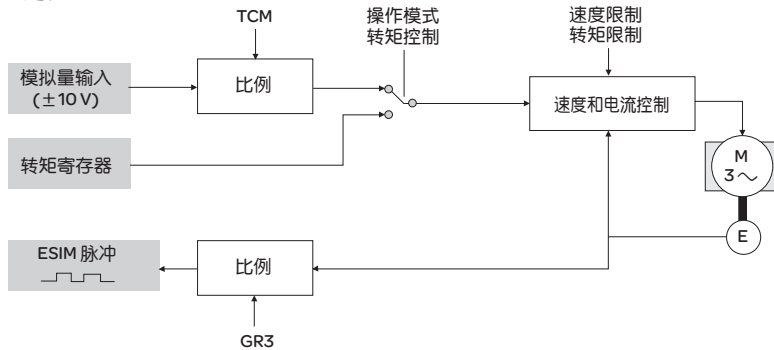 TCM
操作模式
转矩控制
速度限制
转矩限制
模拟量输入
(±10 V)
比例
速度和电流控制
转矩寄存器
M
3～
E
ESIM 脉冲
比例
GR3